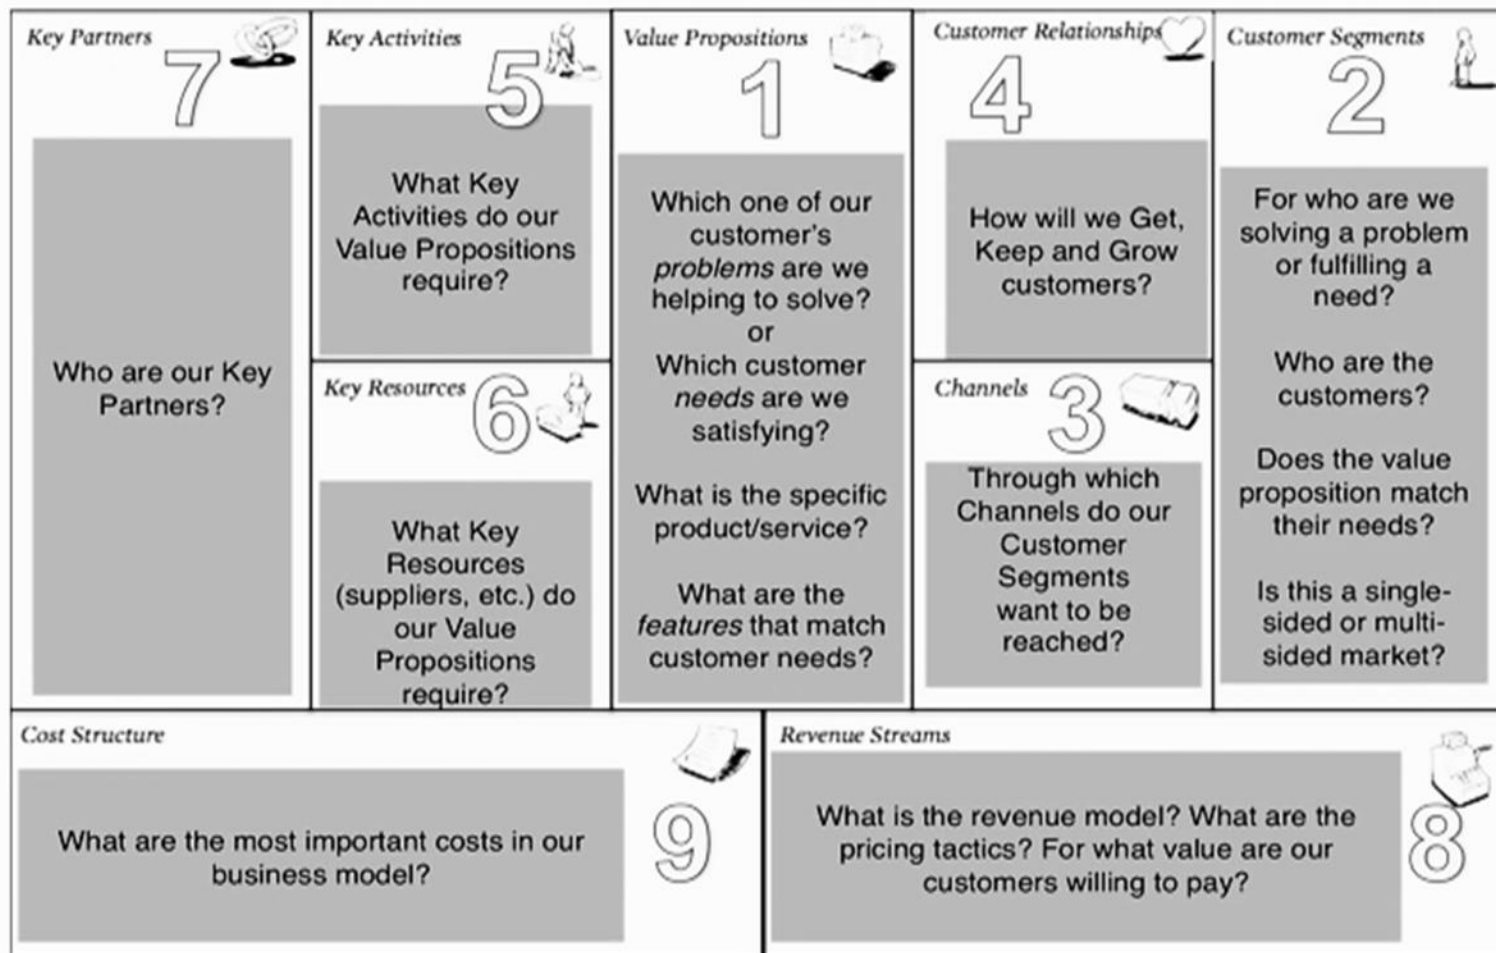 Key Partners
7
Who are our Key
Partners?
Key Activities
5
What Key
Activities do our
Value Propositions
require?
Key Resources
6
What Key
Resources
(suppliers, etc.) do
our Value
Propositions
require?
Value Propositions
1
Which one of our
customer's
problems are we
helping to solve?
or
Which customer
needs are we
satisfying?
What is the specific
product/service?
What are the
features that match
customer needs?
Customer Relationships
4
How will we Get,
Keep and Grow
customers?
Channels
3
Through which
Channels do our
Customer
Segments
want to be
reached?
Customer Segments
2
For who are we
solving a problem
or fulfilling a
need?
Who are the
customers?
Does the value
proposition match
their needs?
Is this a single-
sided or multi-
sided market?
Cost Structure
9
What are the most important costs in our
business model?
Revenue Streams
8
What is the revenue model? What are the
pricing tactics? For what value are our
customers willing to pay?